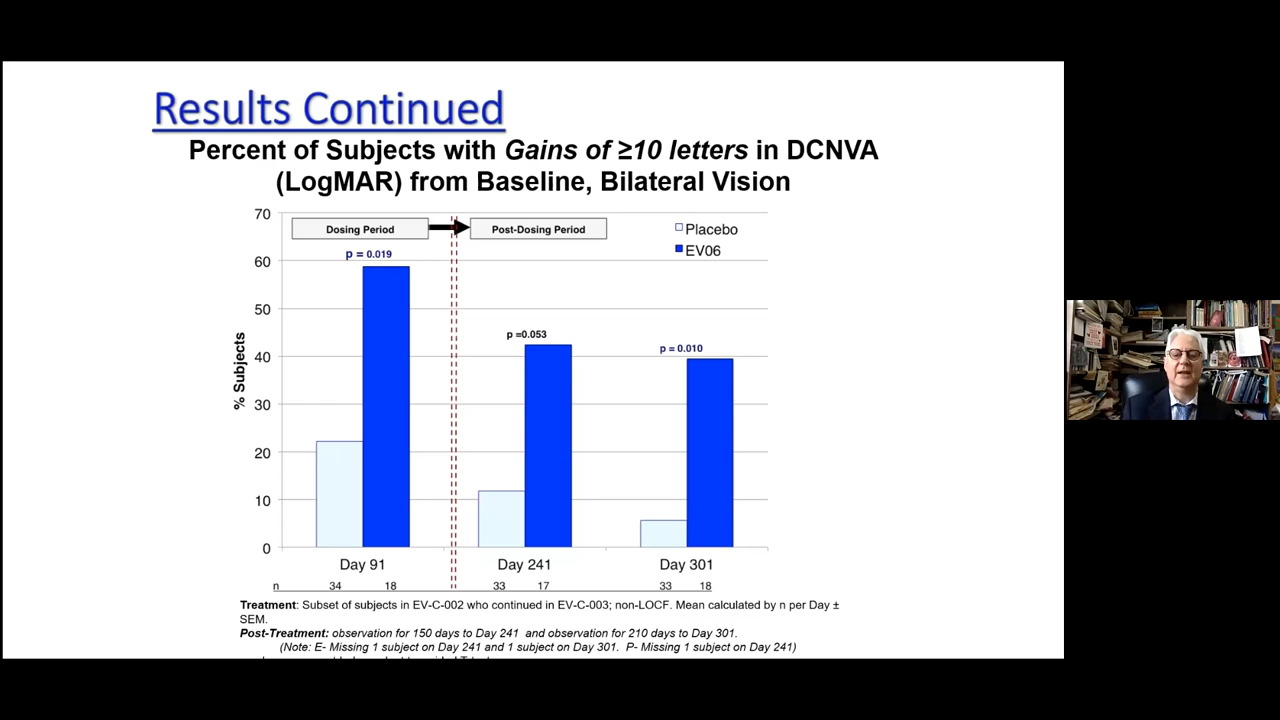 Results Continued
Percent of Subjects with Gains of ≥10 letters in DCNVA
(LogMAR) from Baseline, Bilateral Vision
70
60
50
40
30
20
10
0
% Subjects
Dosing Period
Post-Dosing Period
Placebo
EV06
p = 0.019
p =0.053
p = 0.010
Day 91
Day 241
Day 301
n 34 18 33 17 33 18
Treatment: Subset of subjects in EV-C-002 who continued in EV-C-003; non-LOCF. Mean calculated by n per Day ±
SEM.
Post-Treatment: observation for 150 days to Day 241 and observation for 210 days to Day 301.
(Note: E- Missing 1 subject on Day 241 and 1 subject on Day 301. P- Missing 1 subject on Day 241)